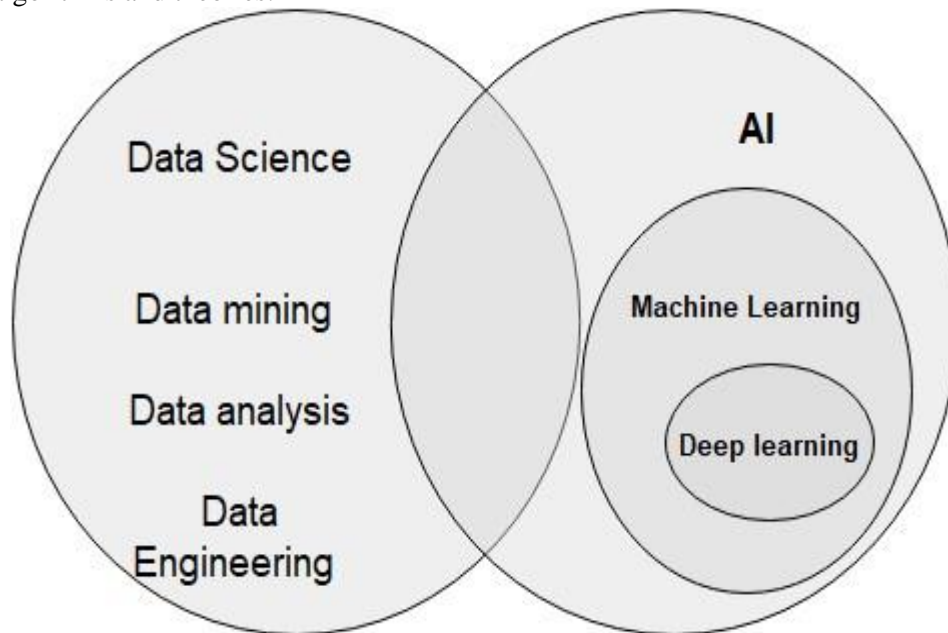 Data Science
AI
Data mining
Machine Learning
Data analysis
Deep learning
Data
Engineering